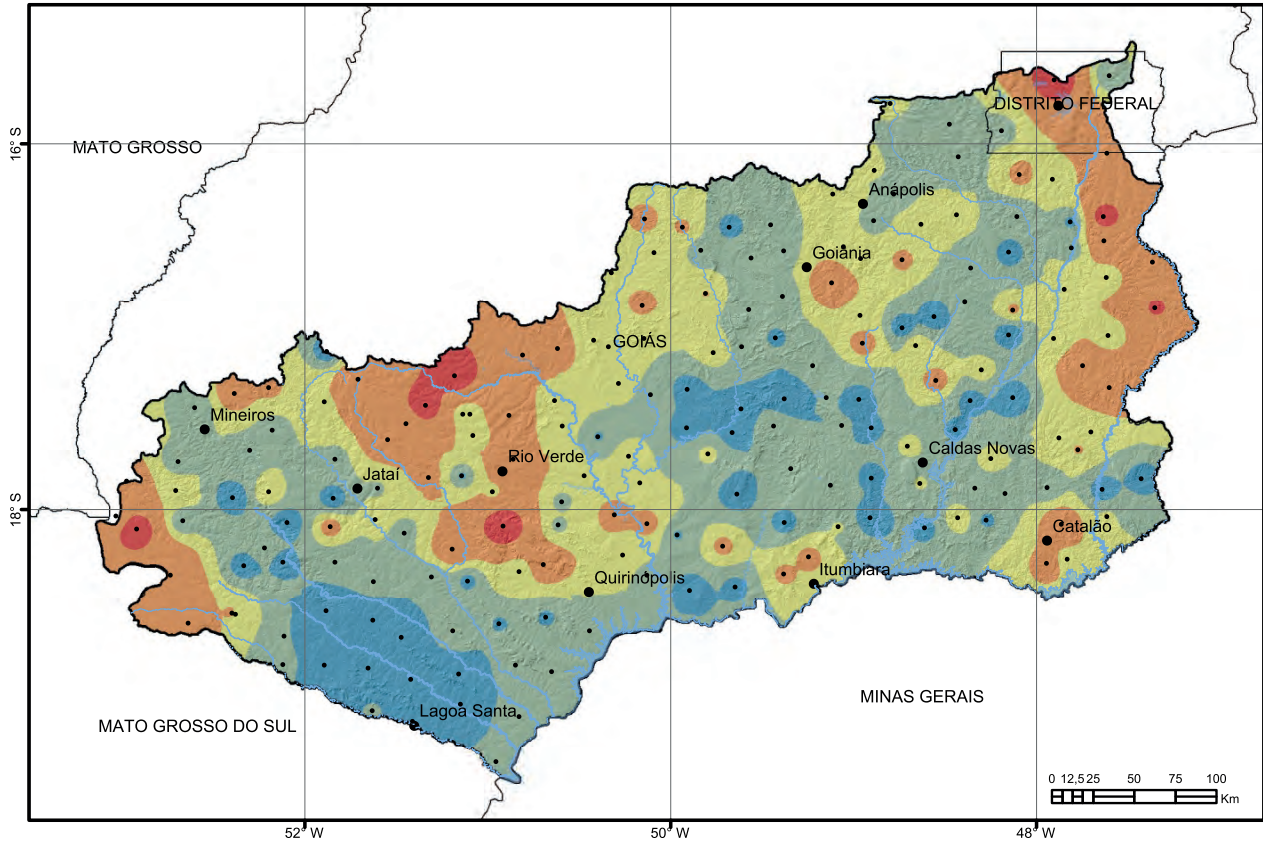 DISTRITO FEDERAL
16°S
MATO GROSSO
Anápolis
Goiânia
GOIÁS
Mineiros
Rio Verde
Caldas Novas
Jataí
18°S
Catalão
Itumbiara
Quirinópolis
MINAS GERAIS
Lagoa Santa
MATO GROSSO DO SUL
0 12,5 25 50 75 100
Km
52°W 50°W 48°W